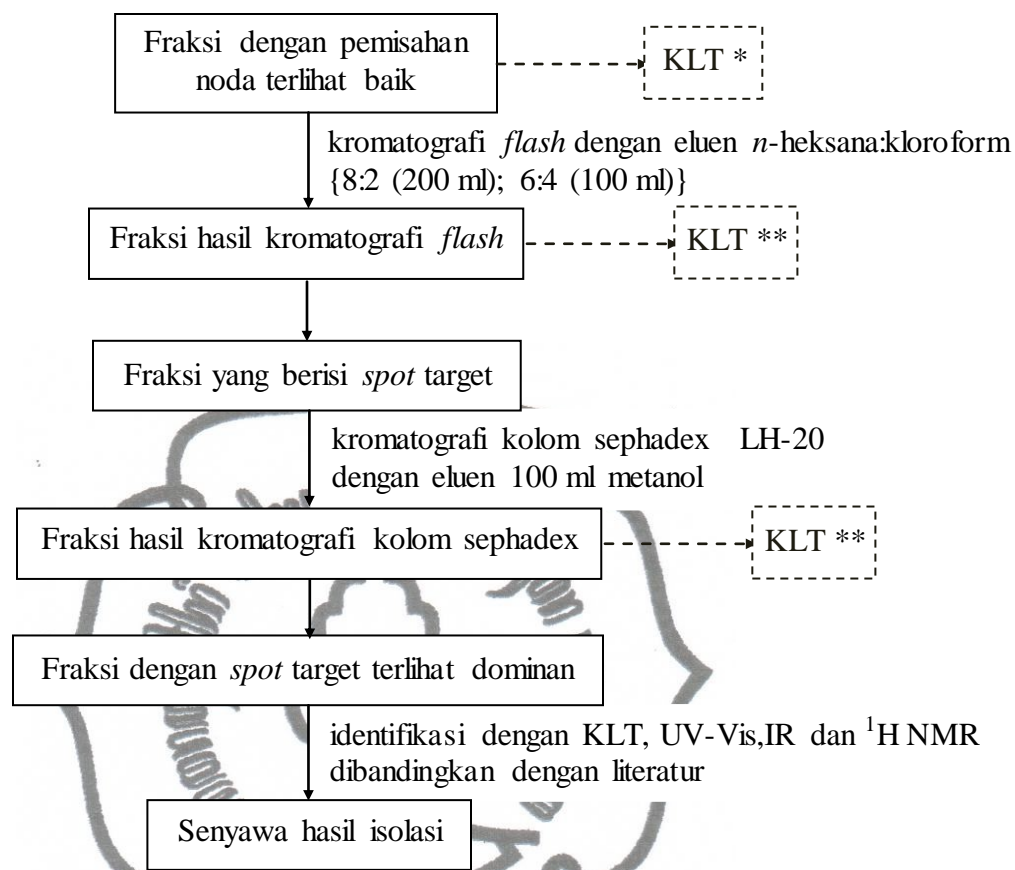 Fraksi dengan pemisahan
noda terlihat baik
KLT *
kromatografi flash dengan eluen n-heksana:kloroform
{8:2 (200 ml); 6:4 (100 ml)}
Fraksi hasil kromatografi flash
KLT **
Fraksi yang berisi spot target
kromatografi kolom sephadex LH-20
dengan eluen 100 ml metanol
Fraksi hasil kromatografi kolom sephadex
KLT **
Fraksi dengan spot target terlihat dominan
identifikasi dengan KLT, UV-Vis,IR dan ¹H NMR
dibandingkan dengan literatur
Senyawa hasil isolasi